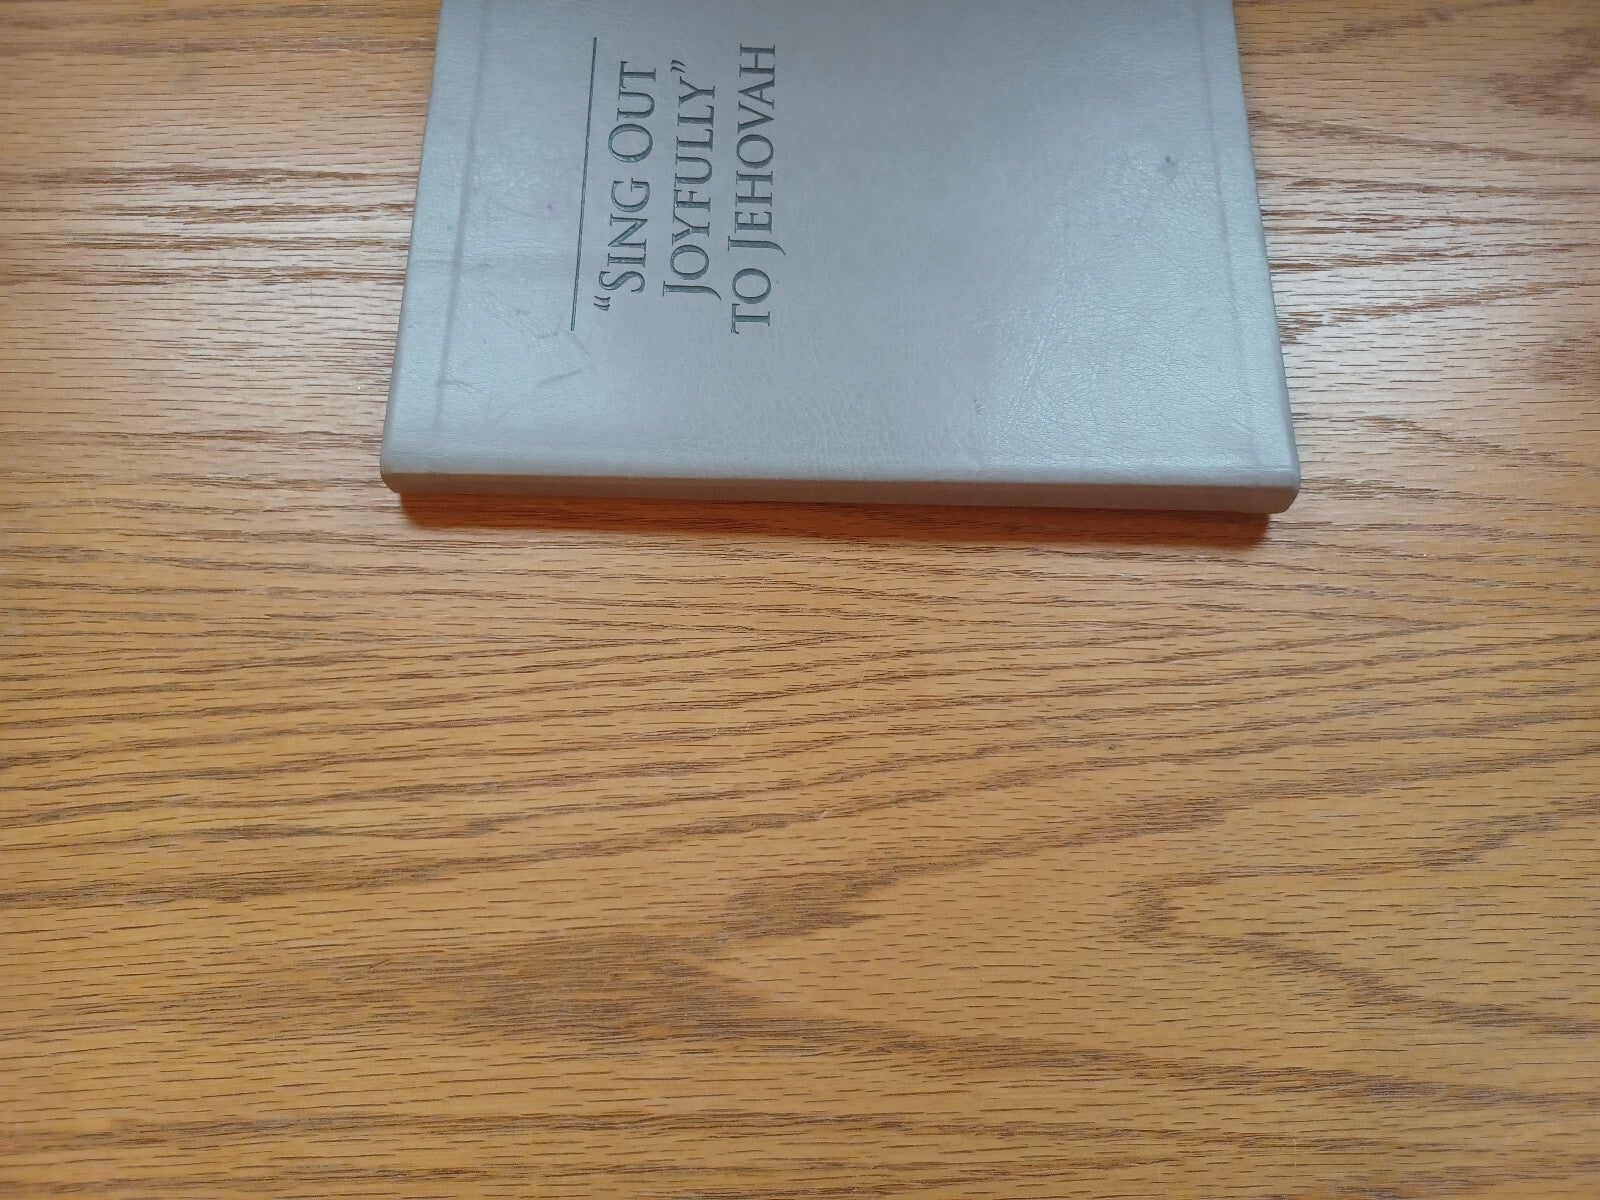 “SING OUT
JOYFULLY”
TO JEHOVAH